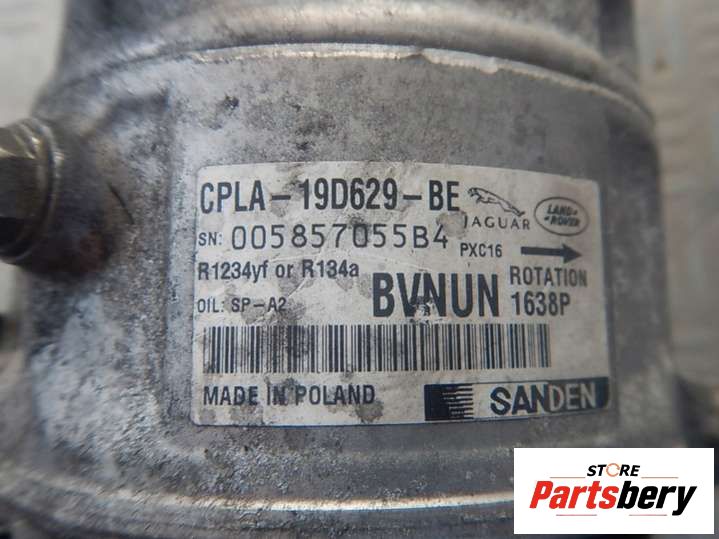 CPLA-19D629-BE
JAGUAR
LAND-
ROVER
SN: 005857055B4
PXC16
R1234yf or R134a
ROTATION
OIL: SP-A2
BVNUN
1638P
MADE IN POLAND
SANDEN
STORE
Partsbery